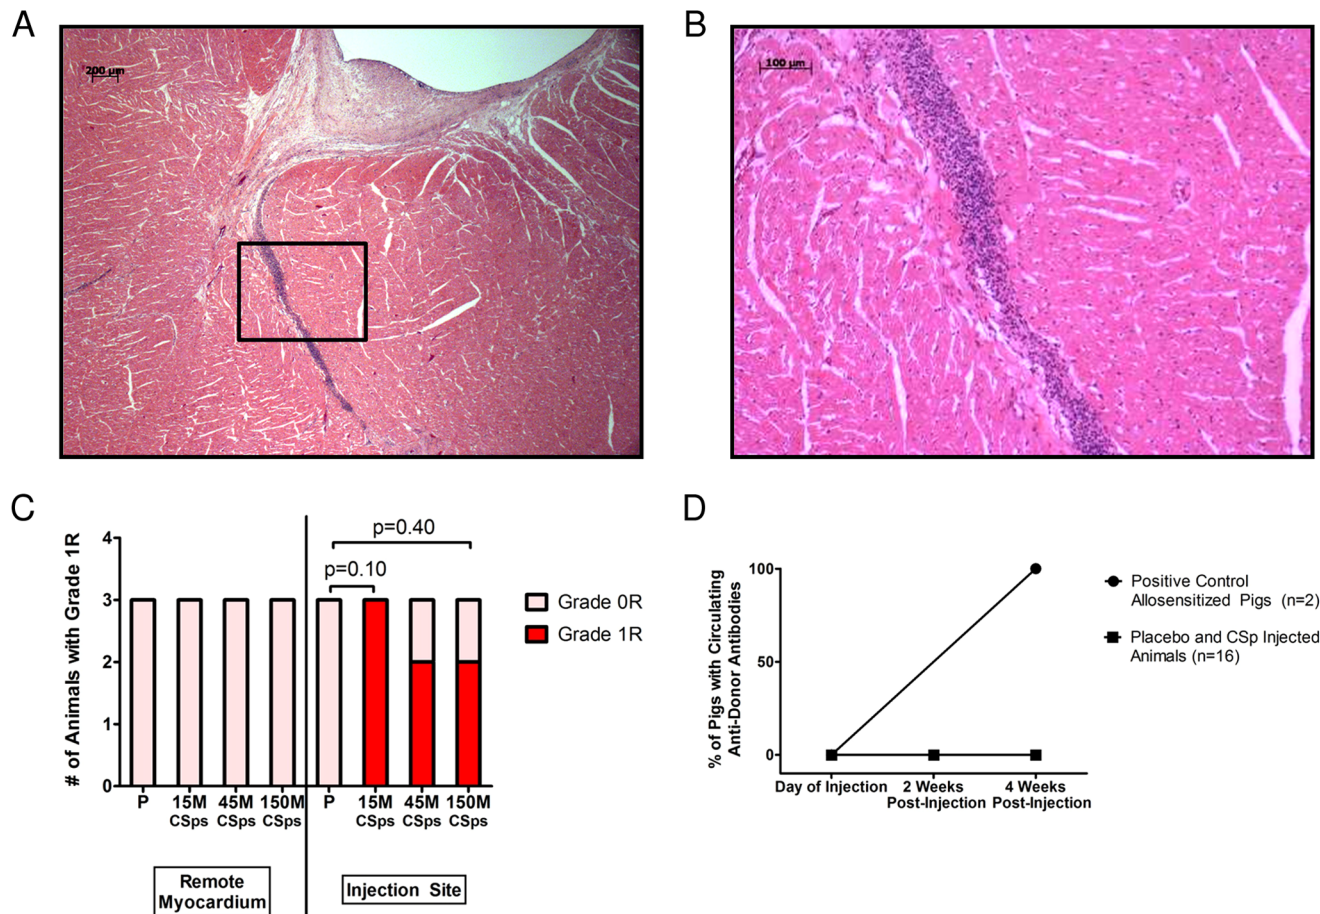 A
200 µm
B
100 µm
C
# of Animals with Grade 1R
4
3
2
1
0
p=0.40
p=0.10
P
15M
CSps
45M
CSps
150M
CSps
P
15M
CSps
45M
CSps
150M
CSps
Remote
Myocardium
Injection Site
Grade 0R
Grade 1R
D
% of Pigs with Circulating
Anti-Donor Antibodies
100
50
0
Day of Injection
2 Weeks
Post-Injection
4 Weeks
Post-Injection
Positive Control
Allosensitized Pigs (n=2)
Placebo and CSp Injected
Animals (n=16)